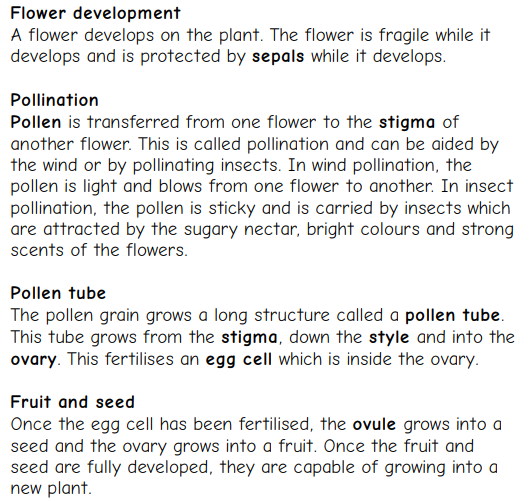 Flower development
A flower develops on the plant. The flower is fragile while it
develops and is protected by sepals while it develops.
Pollination
Pollen is transferred from one flower to the stigma of
another flower. This is called pollination and can be aided by
the wind or by pollinating insects. In wind pollination, the
pollen is light and blows from one flower to another. In insect
pollination, the pollen is sticky and is carried by insects which
are attracted by the sugary nectar, bright colours and strong
scents of the flowers.
Pollen tube
The pollen grain grows a long structure called a pollen tube.
This tube grows from the stigma, down the style and into the
ovary. This fertilises an egg cell which is inside the ovary.
Fruit and seed
Once the egg cell has been fertilised, the ovule grows into a
seed and the ovary grows into a fruit. Once the fruit and
seed are fully developed, they are capable of growing into a
new plant.